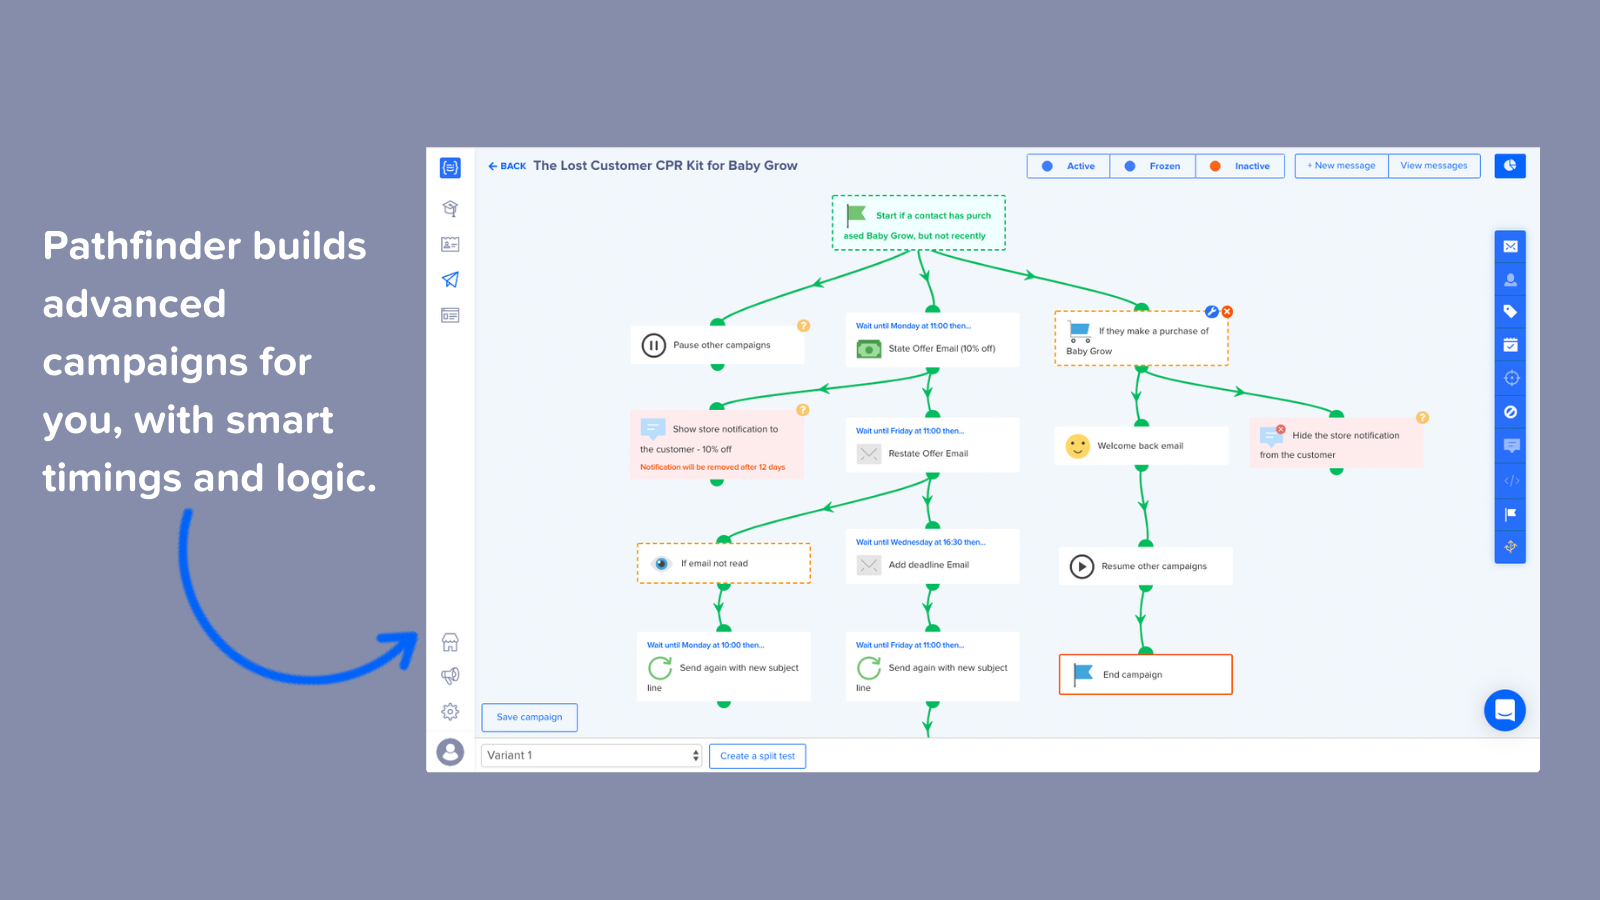 Pathfinder builds
advanced
campaigns for
you, with smart
timings and logic.
BACK
The Lost Customer CPR Kit for Baby Grow
Active
Frozen
Inactive
+ New message
View messages
Start if a contact has purch
ased Baby Grow, but not recently
?
Pause other campaigns
Wait until Monday at 11:00 then...
State Offer Email (10% off)
If they make a purchase of
Baby Grow
?
Show store notification to
the customer - 10% off
Notification will be removed after 12 days
Wait until Friday at 11:00 then...
Restate Offer Email
Welcome back email
?
Hide the store notification
from the customer
If email not read
Wait until Wednesday at 16:30 then...
Add deadline Email
Resume other campaigns
Wait until Monday at 10:00 then...
Send again with new subject
line
Wait until Friday at 11:00 then...
Send again with new subject
line
End campaign
Save campaign
Variant 1
Create a split test